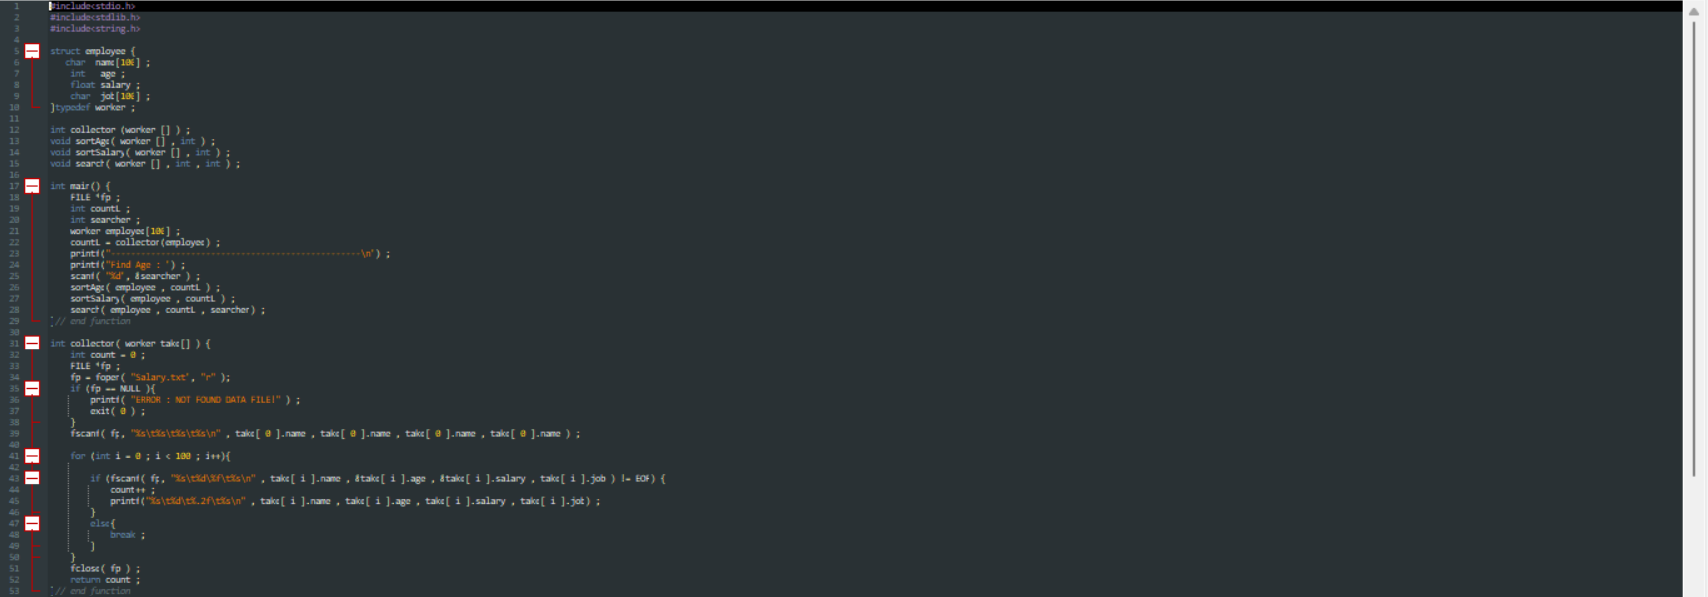 1 #include<stdio.h>
2 #include<stdlib.h>
3 #include<string.h>
4
5 struct employee {
6 char name[100] ;
7 int age ;
8 float salary ;
9 char job[100] ;
10 }typedef worker ;
11
12 int collector (worker [] ) ;
13 void sortAge( worker [] , int ) ;
14 void sortSalary( worker [] , int ) ;
15 void search( worker [] , int , int ) ;
16
17 int main() {
18 FILE *fp ;
19 int countL ;
20 int searcher ;
21 worker employee[100] ;
22 countL = collector(employee) ;
23 printf("--------------------------------------------------\n") ;
24 printf("Find Age : ") ;
25 scanf( "%d", &searcher ) ;
26 sortAge( employee , countL ) ;
27 sortSalary( employee , countL ) ;
28 search( employee , countL , searcher) ;
29 }// end function
30
31 int collector( worker take[] ) {
32 int count = 0 ;
33 FILE *fp ;
34 fp = fopen( "Salary.txt", "r" );
35 if (fp == NULL ){
36 printf( "ERROR : NOT FOUND DATA FILE!" ) ;
37 exit( 0 ) ;
38 }
39 fscanf( fp, "%s\t%s\t%s\t%s\n" , take[ 0 ].name , take[ 0 ].name , take[ 0 ].name , take[ 0 ].name ) ;
40
41 for (int i = 0 ; i < 100 ; i++){
42
43 if (fscanf( fp, "%s\t%d\%f\t%s\n" , take[ i ].name , &take[ i ].age , &take[ i ].salary , take[ i ].job ) != EOF) {
44 count++ ;
45 printf("%s\t%d\t%.2f\t%s\n" , take[ i ].name , take[ i ].age , take[ i ].salary , take[ i ].job) ;
46 }
47 else{
48 break ;
49 }
50 }
51 fclose( fp ) ;
52 return count ;
53 }// end function